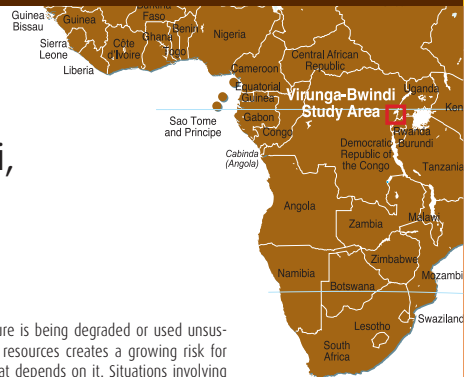 Burkina
Faso
Guinea
Bissau
Guinea
Benin
Nigeria
Sierra
Leone
Côte
d'Ivoire
Ghana
Togo
Liberia
Central African
Republic
Cameroon
Equatorial
Guinea
Virunga-Bwindi
Study Area
Uganda
Sao Tome
and Principe
Gabon
Congo
Rwanda
Burundi
Democratic
Republic of
the Congo
Cabinda
(Angola)
Tanzania
i,
Angola
Zambia
Malawi
Zimbabwe
Namibia
Botswana
Swaziland
Lesotho
South
Africa
ure is being degraded or used unsus-
resources creates a growing risk for
at depends on it. Situations involving